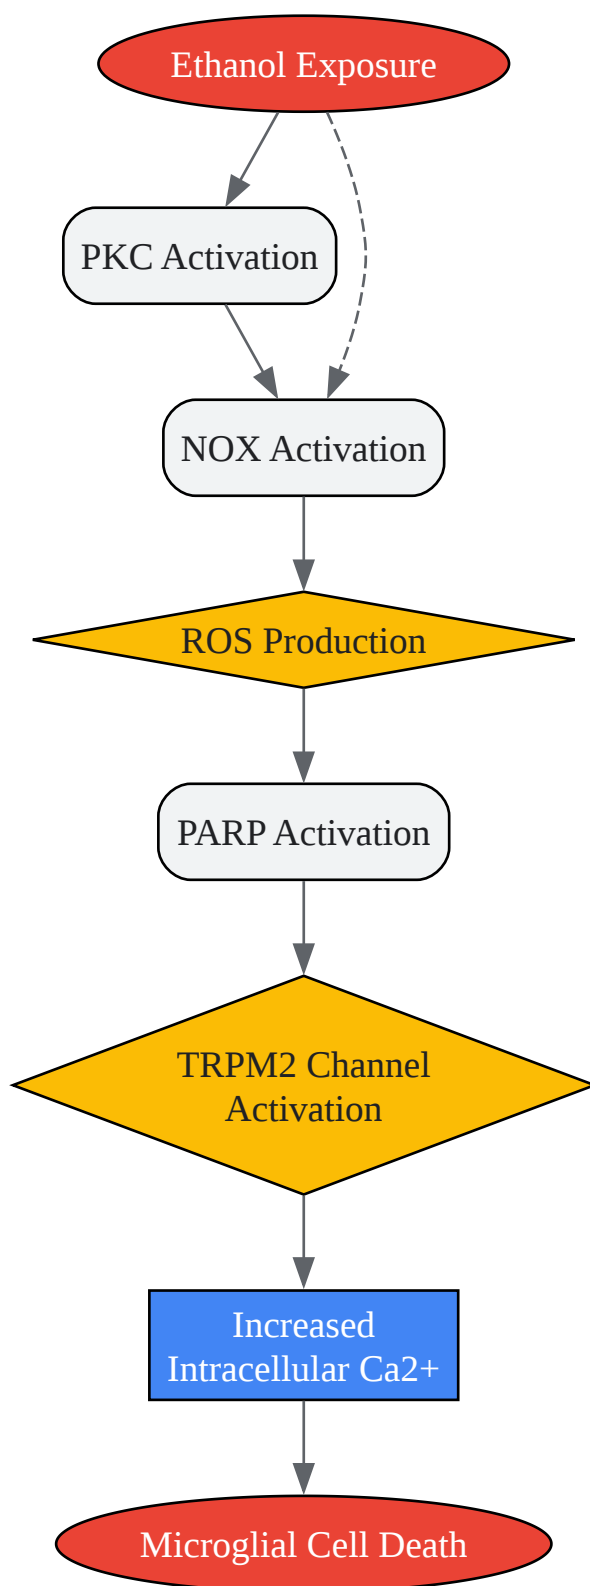 Ethanol Exposure
PKC Activation
NOX Activation
ROS Production
PARP Activation
TRPM2 Channel
Activation
Increased
Intracellular Ca2+
Microglial Cell Death